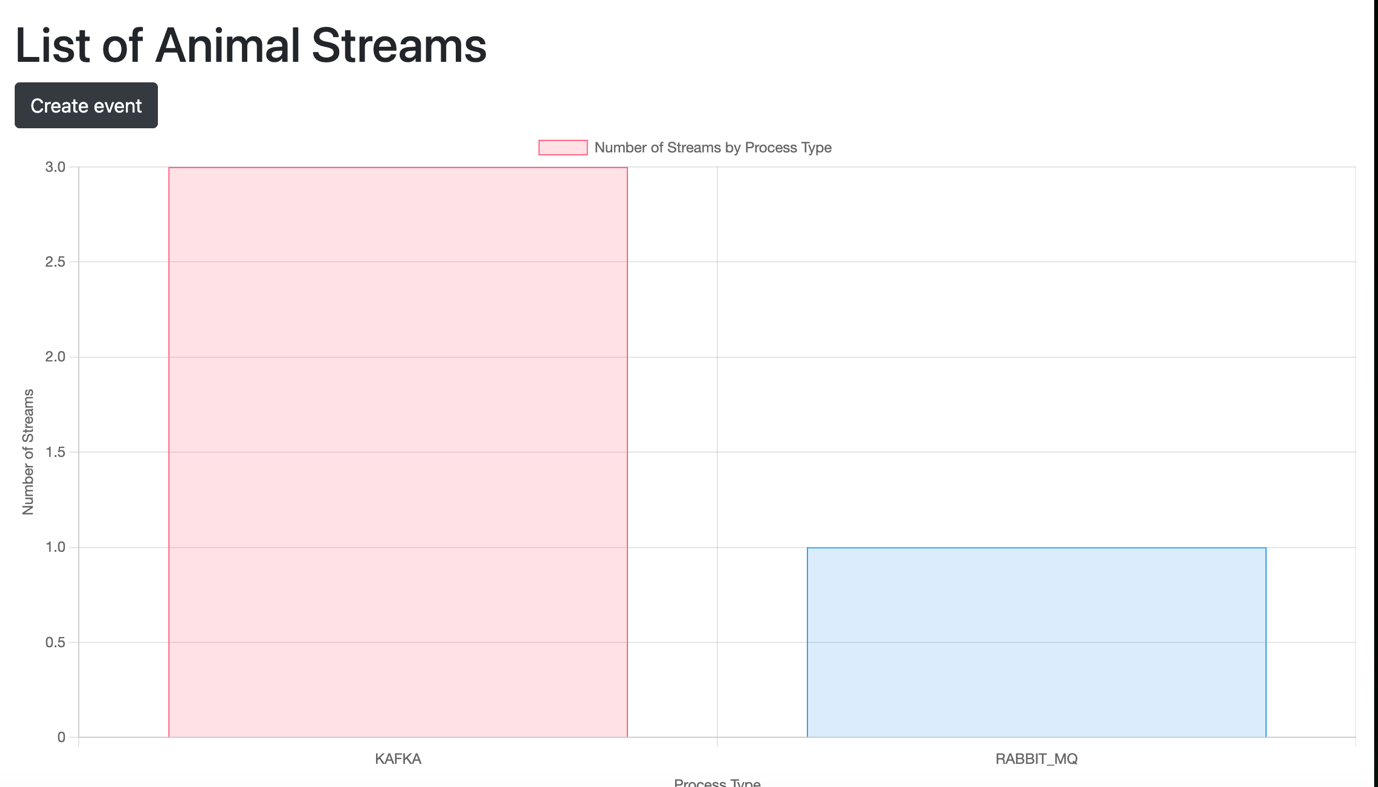 List of Animal Streams
Create event
Number of Streams by Process Type
3.0
2.5
2.0
1.5
1.0
0.5
0
Number of Streams
KAFKA
RABBIT_MQ
Process Type